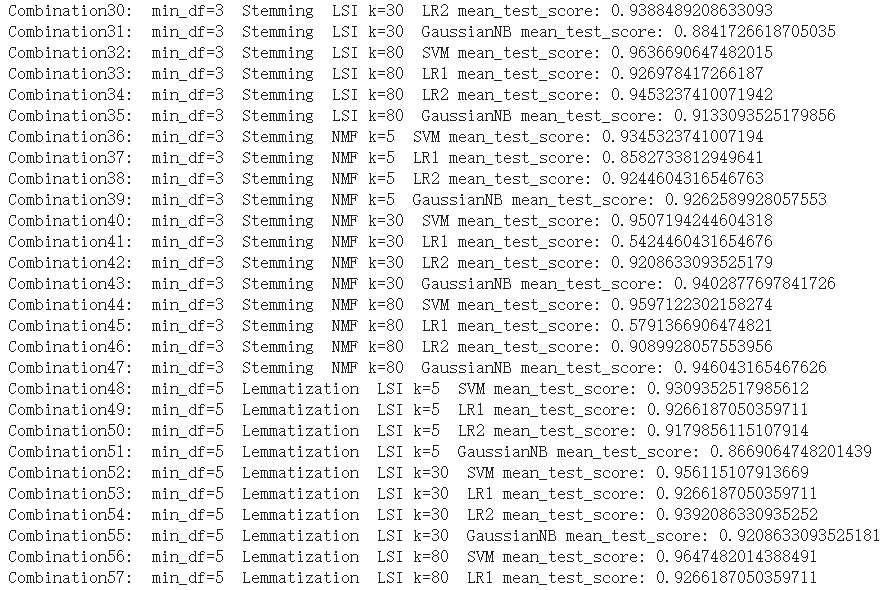 Combination30:  min_df=3  Stemming  LSI k=30  LR2 mean_test_score: 0.9388489208633093
Combination31:  min_df=3  Stemming  LSI k=30  GaussianNB mean_test_score: 0.8841726618705035
Combination32:  min_df=3  Stemming  LSI k=80  SVM mean_test_score: 0.9636690647482015
Combination33:  min_df=3  Stemming  LSI k=80  LR1 mean_test_score: 0.926978417266187
Combination34:  min_df=3  Stemming  LSI k=80  LR2 mean_test_score: 0.9453237410071942
Combination35:  min_df=3  Stemming  LSI k=80  GaussianNB mean_test_score: 0.9133093525179856
Combination36:  min_df=3  Stemming  NMF k=5  SVM mean_test_score: 0.9345323741007194
Combination37:  min_df=3  Stemming  NMF k=5  LR1 mean_test_score: 0.8582733812949641
Combination38:  min_df=3  Stemming  NMF k=5  LR2 mean_test_score: 0.9244604316546763
Combination39:  min_df=3  Stemming  NMF k=5  GaussianNB mean_test_score: 0.9262589928057553
Combination40:  min_df=3  Stemming  NMF k=30  SVM mean_test_score: 0.9507194244604318
Combination41:  min_df=3  Stemming  NMF k=30  LR1 mean_test_score: 0.5424460431654676
Combination42:  min_df=3  Stemming  NMF k=30  LR2 mean_test_score: 0.9208633093525179
Combination43:  min_df=3  Stemming  NMF k=30  GaussianNB mean_test_score: 0.9402877697841726
Combination44:  min_df=3  Stemming  NMF k=80  SVM mean_test_score: 0.9597122302158274
Combination45:  min_df=3  Stemming  NMF k=80  LR1 mean_test_score: 0.5791366906474821
Combination46:  min_df=3  Stemming  NMF k=80  LR2 mean_test_score: 0.9089928057553956
Combination47:  min_df=3  Stemming  NMF k=80  GaussianNB mean_test_score: 0.946043165467626
Combination48:  min_df=5  Lemmatization  LSI k=5  SVM mean_test_score: 0.9309352517985612
Combination49:  min_df=5  Lemmatization  LSI k=5  LR1 mean_test_score: 0.9266187050359711
Combination50:  min_df=5  Lemmatization  LSI k=5  LR2 mean_test_score: 0.9179856115107914
Combination51:  min_df=5  Lemmatization  LSI k=5  GaussianNB mean_test_score: 0.8669064748201439
Combination52:  min_df=5  Lemmatization  LSI k=30  SVM mean_test_score: 0.956115107913669
Combination53:  min_df=5  Lemmatization  LSI k=30  LR1 mean_test_score: 0.9266187050359711
Combination54:  min_df=5  Lemmatization  LSI k=30  LR2 mean_test_score: 0.9392086330935252
Combination55:  min_df=5  Lemmatization  LSI k=30  GaussianNB mean_test_score: 0.9208633093525181
Combination56:  min_df=5  Lemmatization  LSI k=80  SVM mean_test_score: 0.9647482014388491
Combination57:  min_df=5  Lemmatization  LSI k=80  LR1 mean_test_score: 0.9266187050359711